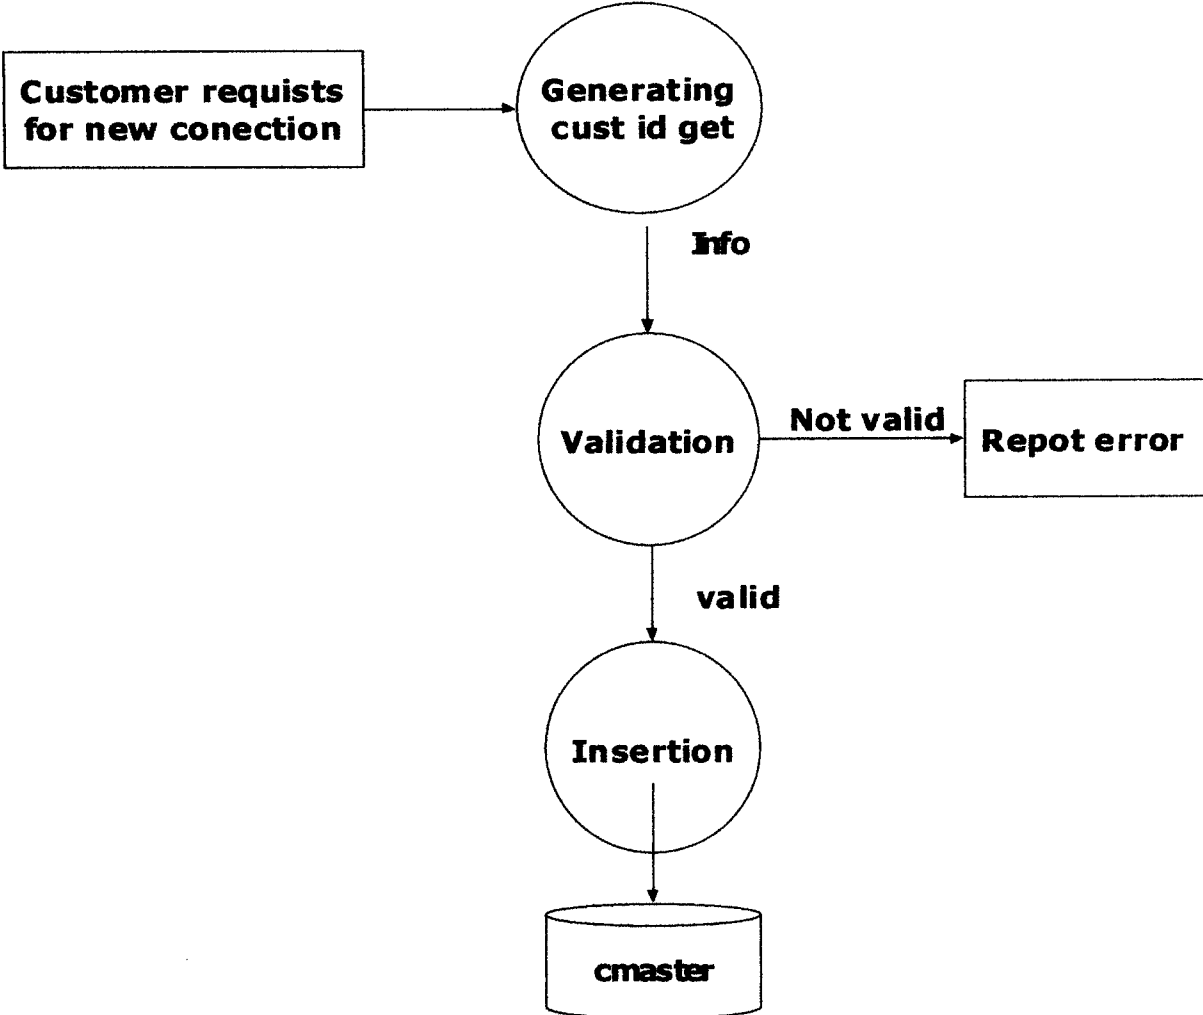 Customer requists
for new conection
Generating
cust id get
Info
Validation
Not valid
Repot error
valid
Insertion
cmaster